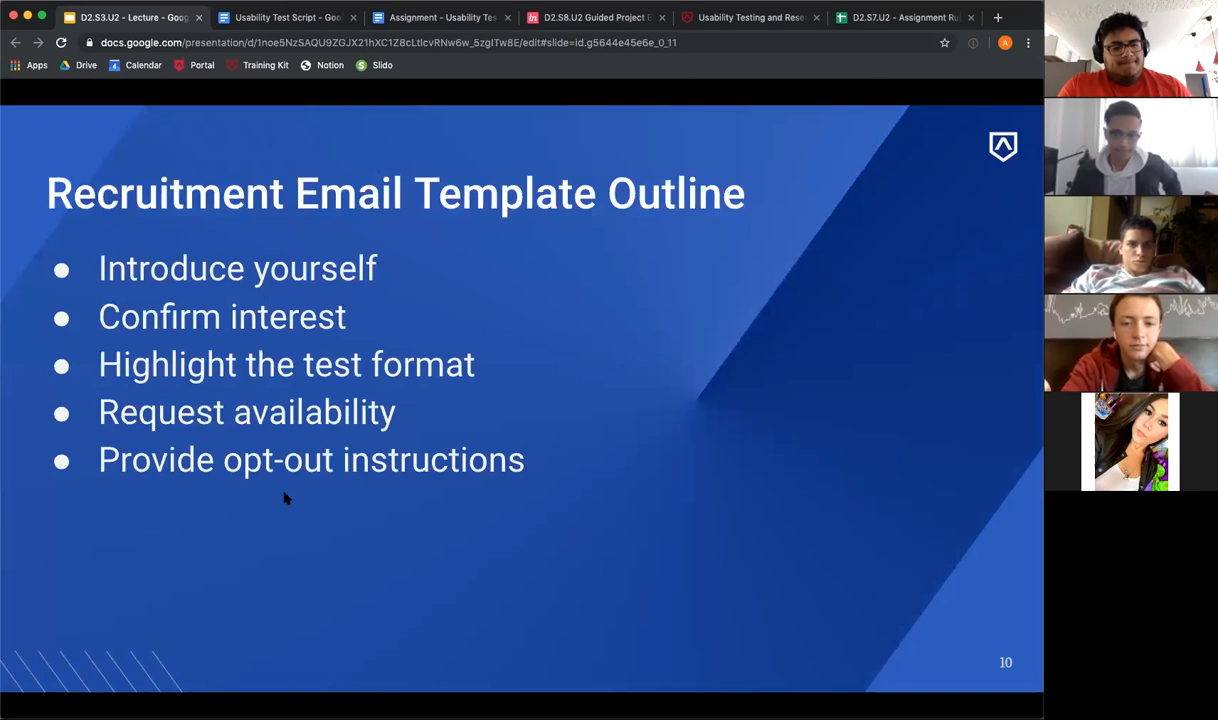 D2.S3.U2 - Lecture - Goog
Usability Test Script - Goo
Assignment - Usability Tes
D2.S8.U2 Guided Project E
Usability Testing and Rese
D2.S7.U2 - Assignment Ru
docs.google.com/presentation/d/1noe5NzSAQU9ZGJX21hXC1Z8cLtlcvRNw6w_5zgITw8E/edit#slide=id.g5644e45e6e_0_11
A
Apps
Drive
4
Calendar
Portal
Training Kit
Notion
S
Slido
Recruitment Email Template Outline
● Introduce yourself
● Confirm interest
● Highlight the test format
● Request availability
● Provide opt-out instructions
10